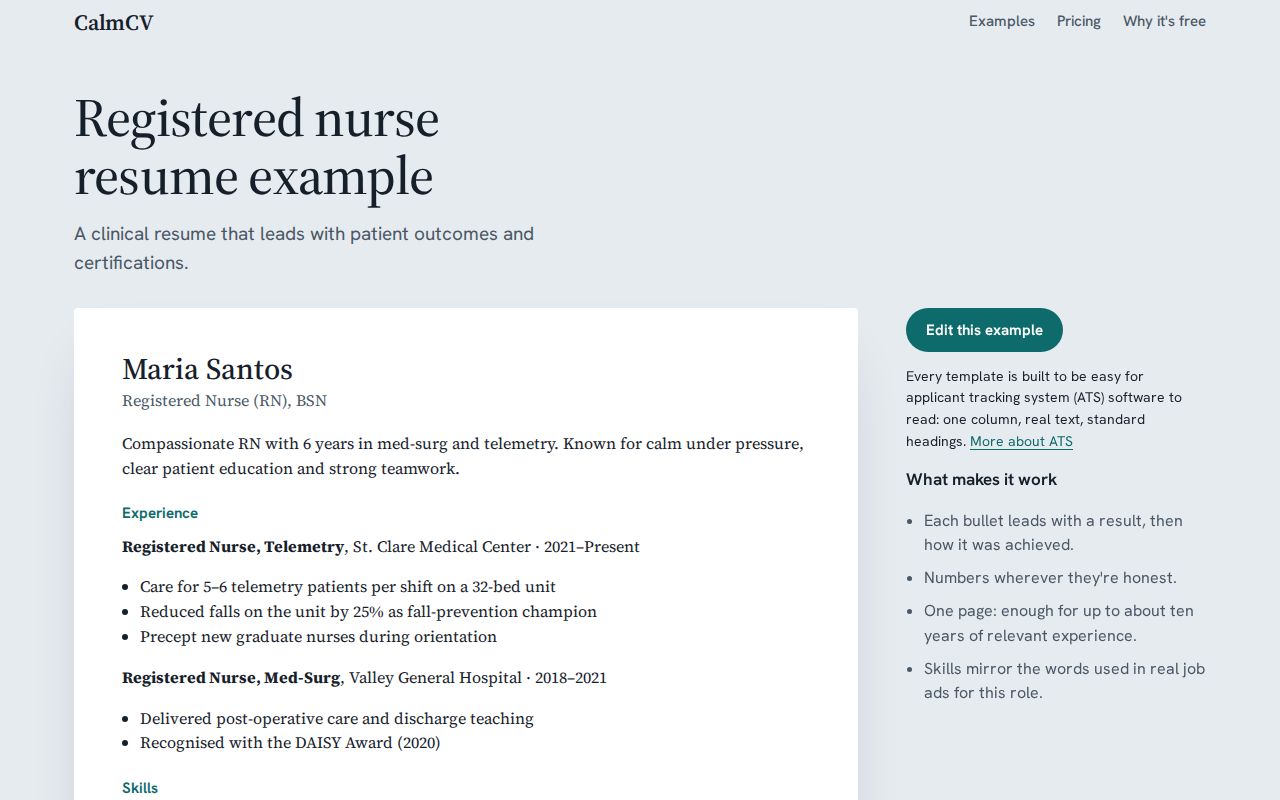 CalmCV
Examples
Pricing
Why it's free
Registered nurse
resume example
A clinical resume that leads with patient outcomes and
certifications.
Maria Santos
Registered Nurse (RN), BSN
Compassionate RN with 6 years in med-surg and telemetry. Known for calm under pressure,
clear patient education and strong teamwork.
Experience
Registered Nurse, Telemetry, St. Clare Medical Center · 2021–Present
• Care for 5–6 telemetry patients per shift on a 32-bed unit
• Reduced falls on the unit by 25% as fall-prevention champion
• Precept new graduate nurses during orientation
Registered Nurse, Med-Surg, Valley General Hospital · 2018–2021
• Delivered post-operative care and discharge teaching
• Recognised with the DAISY Award (2020)
Skills
Edit this example
Every template is built to be easy for
applicant tracking system (ATS) software to
read: one column, real text, standard
headings. More about ATS
What makes it work
• Each bullet leads with a result, then
how it was achieved.
• Numbers wherever they're honest.
• One page: enough for up to about ten
years of relevant experience.
• Skills mirror the words used in real job
ads for this role.